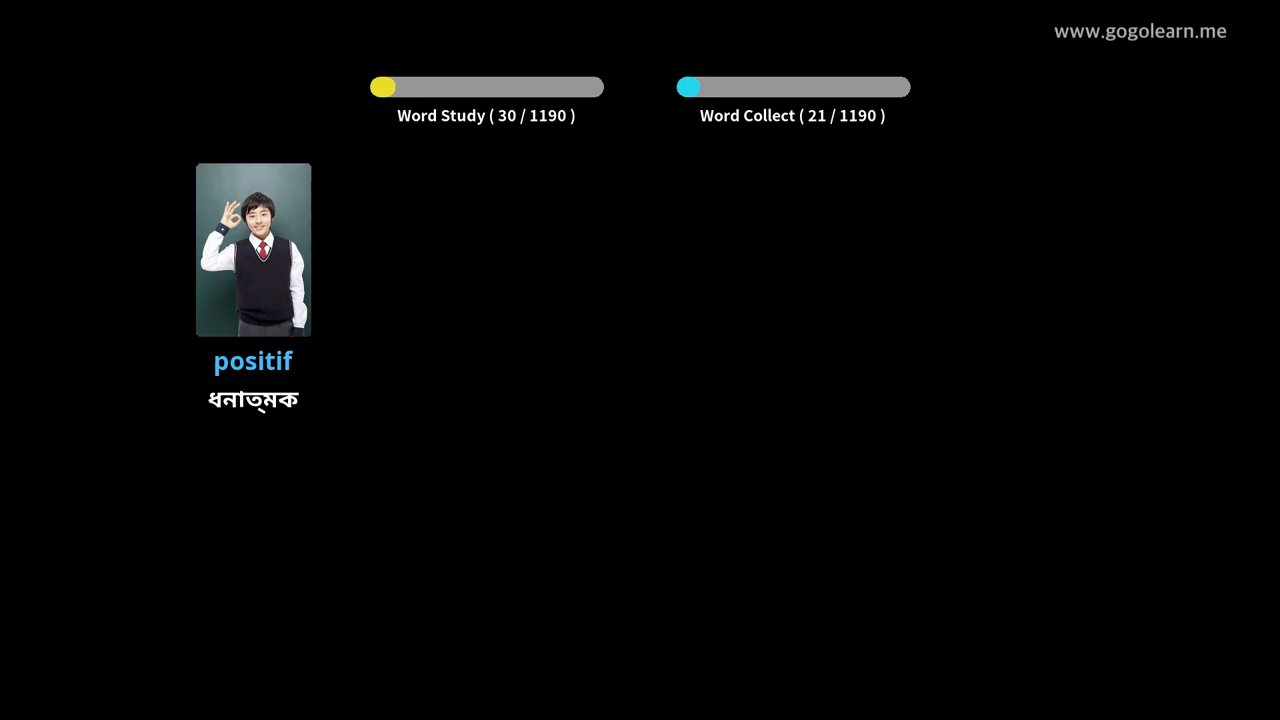 www.gogolearn.me
Word Study ( 30 / 1190 )
Word Collect ( 21 / 1190 )
positif
ধনাত্মক